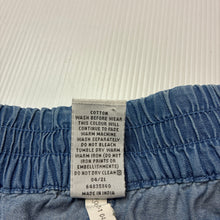 COTTON
WASH BEFORE WEAR
THIS COLOUR WILL
CONTINUE TO FADE
WARM MACHINE
WASH SEPARATELY
DO NOT BLEACH
TUMBLE DRY WARM
WARM IRON (DO NOT
IRON PRINTS OR
EMBELLISHMENTS)
DO NOT DRY CLEAN
04/21
MADE IN INDIA